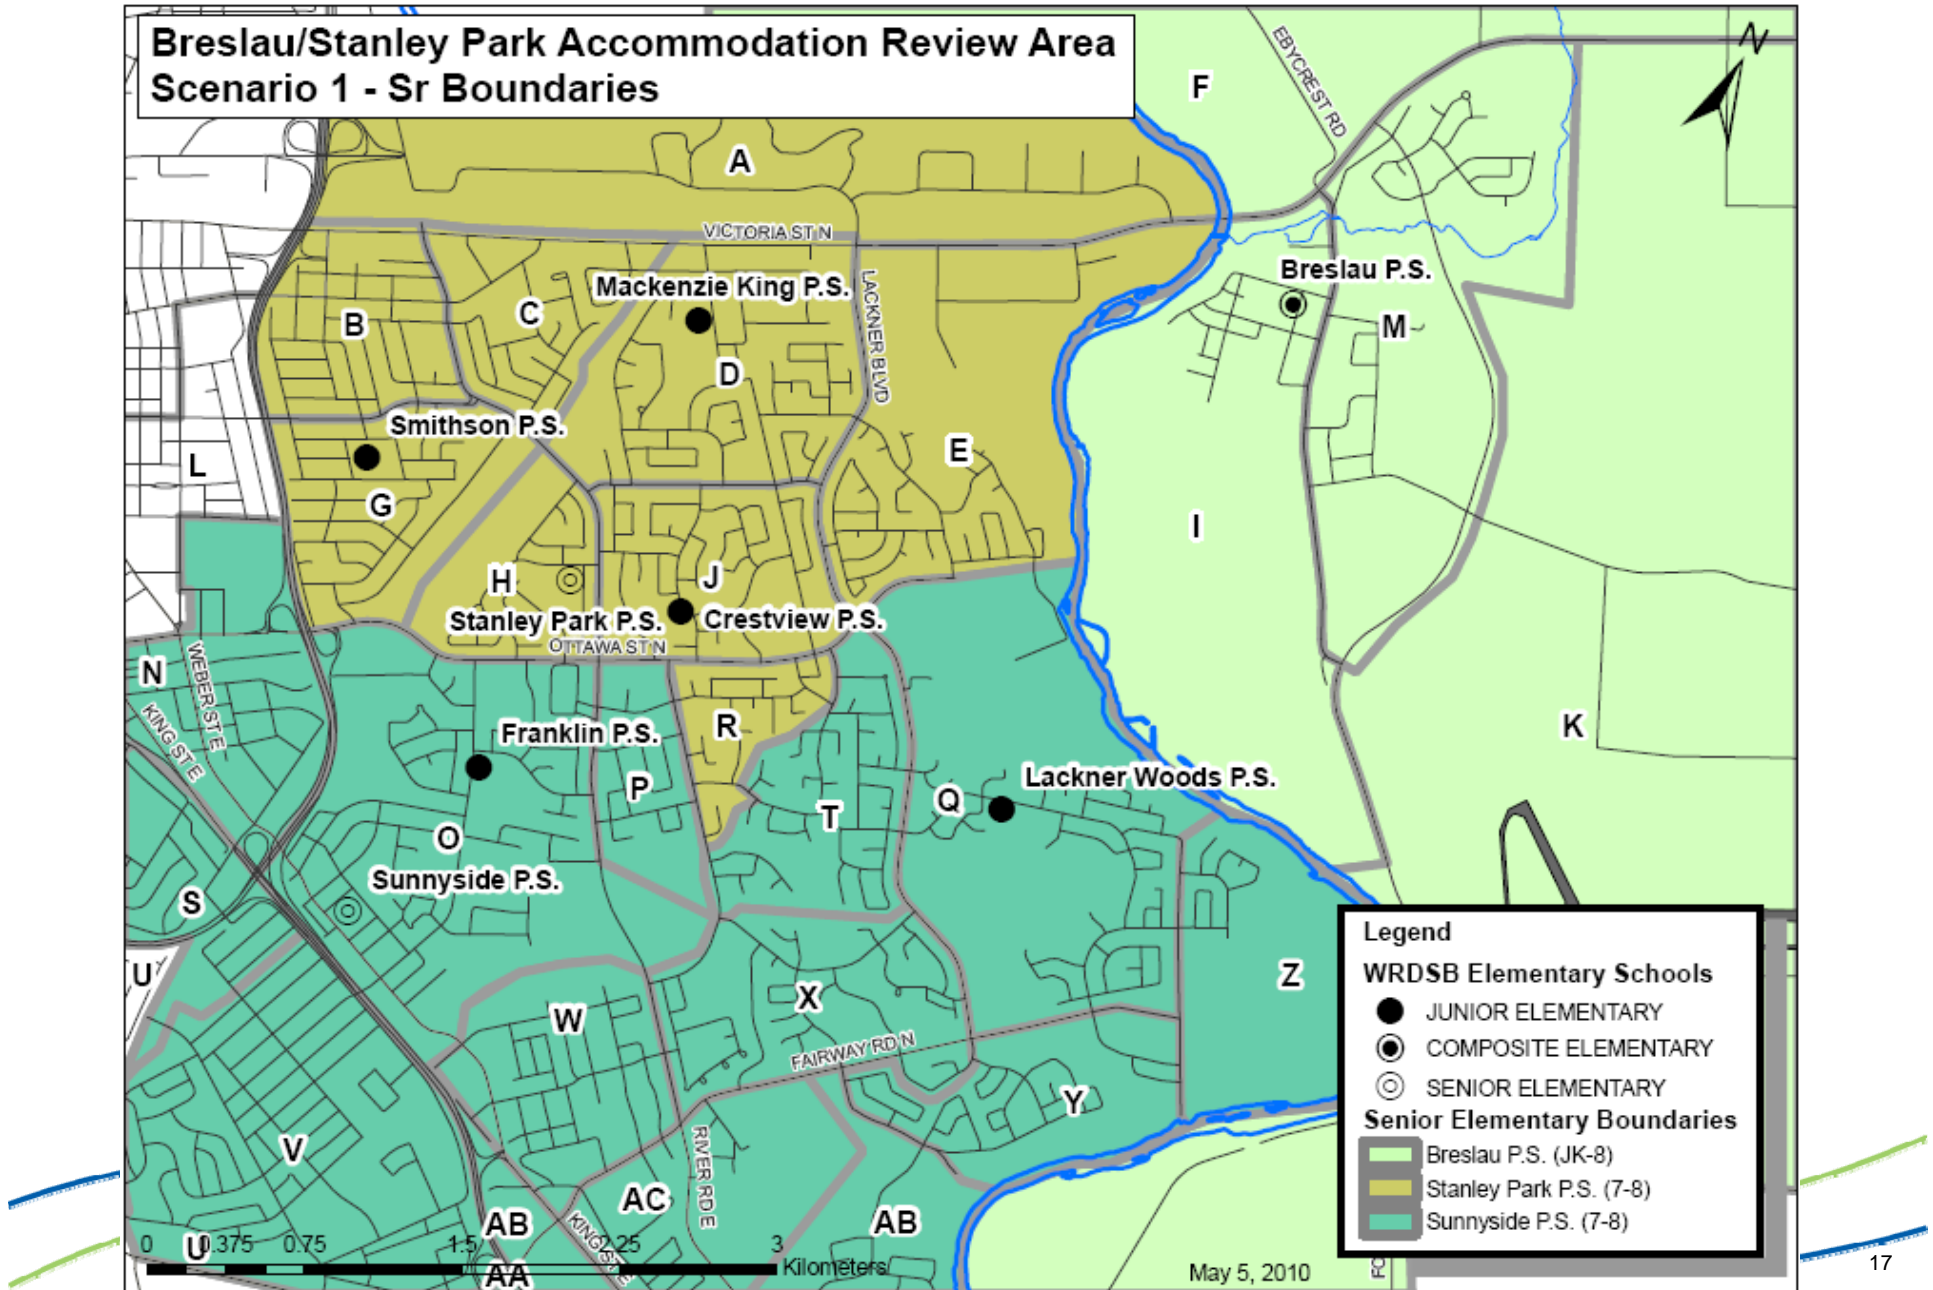 Breslau/Stanley Park Accommodation Review Area
Scenario 1 - Sr Boundaries
N
F
EBYCREST RD
A
VICTORIA ST N
Breslau P.S.
Mackenzie King P.S.
LACKNER BLVD
B
C
M
D
Smithson P.S.
E
L
G
I
H
J
Stanley Park P.S.
Crestview P.S.
OTTAWA ST N
N
WEBER ST E
KING ST E
Franklin P.S.
R
K
P
Lackner Woods P.S.
Q
T
O
Sunnyside P.S.
S
U
Z
X
W
FAIRWAY RD N
Y
V
RIVER RD E
AC
AB
AB
KING ST E
U
AA
0 0.375 0.75 1.5 2.25 3
Kilometers
May 5, 2010
FO
Legend
WRDSB Elementary Schools
JUNIOR ELEMENTARY
COMPOSITE ELEMENTARY
SENIOR ELEMENTARY
Senior Elementary Boundaries
Breslau P.S. (JK-8)
Stanley Park P.S. (7-8)
Sunnyside P.S. (7-8)
17